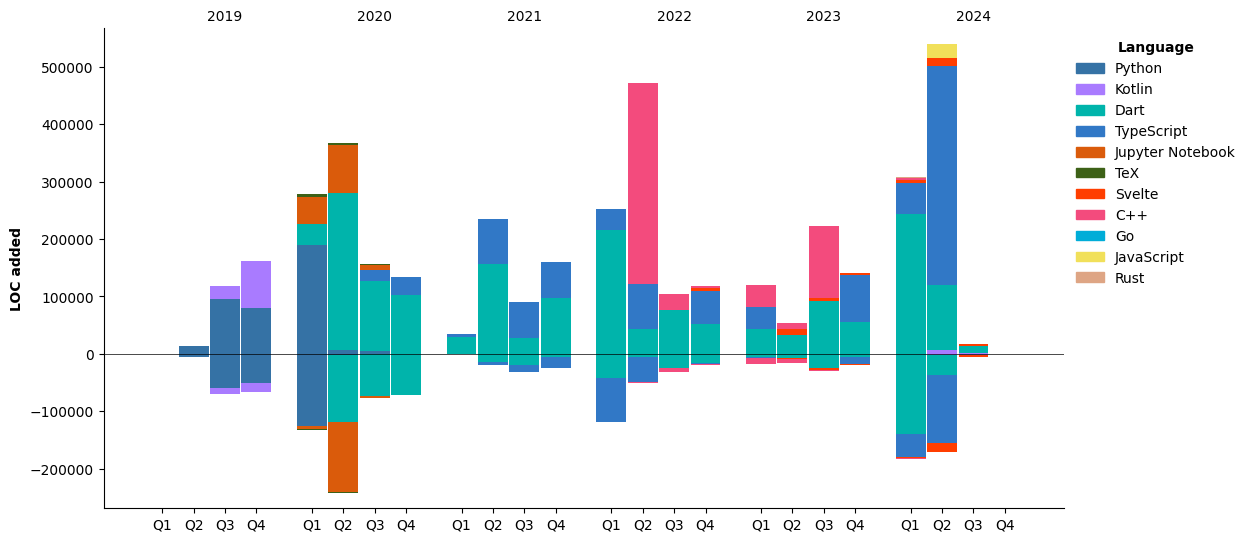 2019 2020 2021 2022 2023 2024
LOC added
500000
400000
300000
200000
100000
0
−100000
−200000
Q1 Q2 Q3 Q4 Q1 Q2 Q3 Q4 Q1 Q2 Q3 Q4 Q1 Q2 Q3 Q4 Q1 Q2 Q3 Q4 Q1 Q2 Q3 Q4
Language
Python
Kotlin
Dart
TypeScript
Jupyter Notebook
TeX
Svelte
C++
Go
JavaScript
Rust